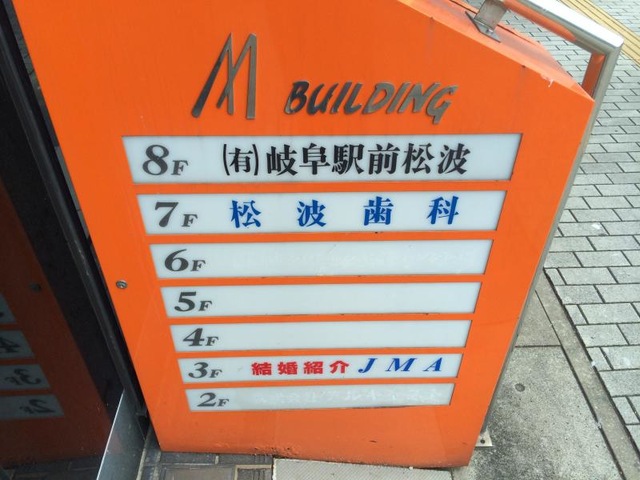 M BUILDING
8F (有)岐阜駅前松波
7F 松波歯科
6F
5F
4F
3F 結婚紹介 JMA
2F